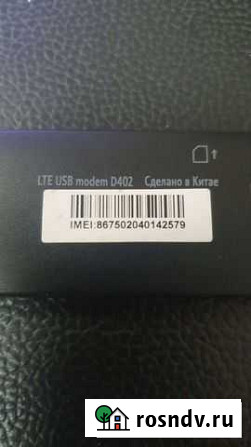 LTE USB modem D402 Сделано в Китае
IMEI:867502040142579
rosndv.ru